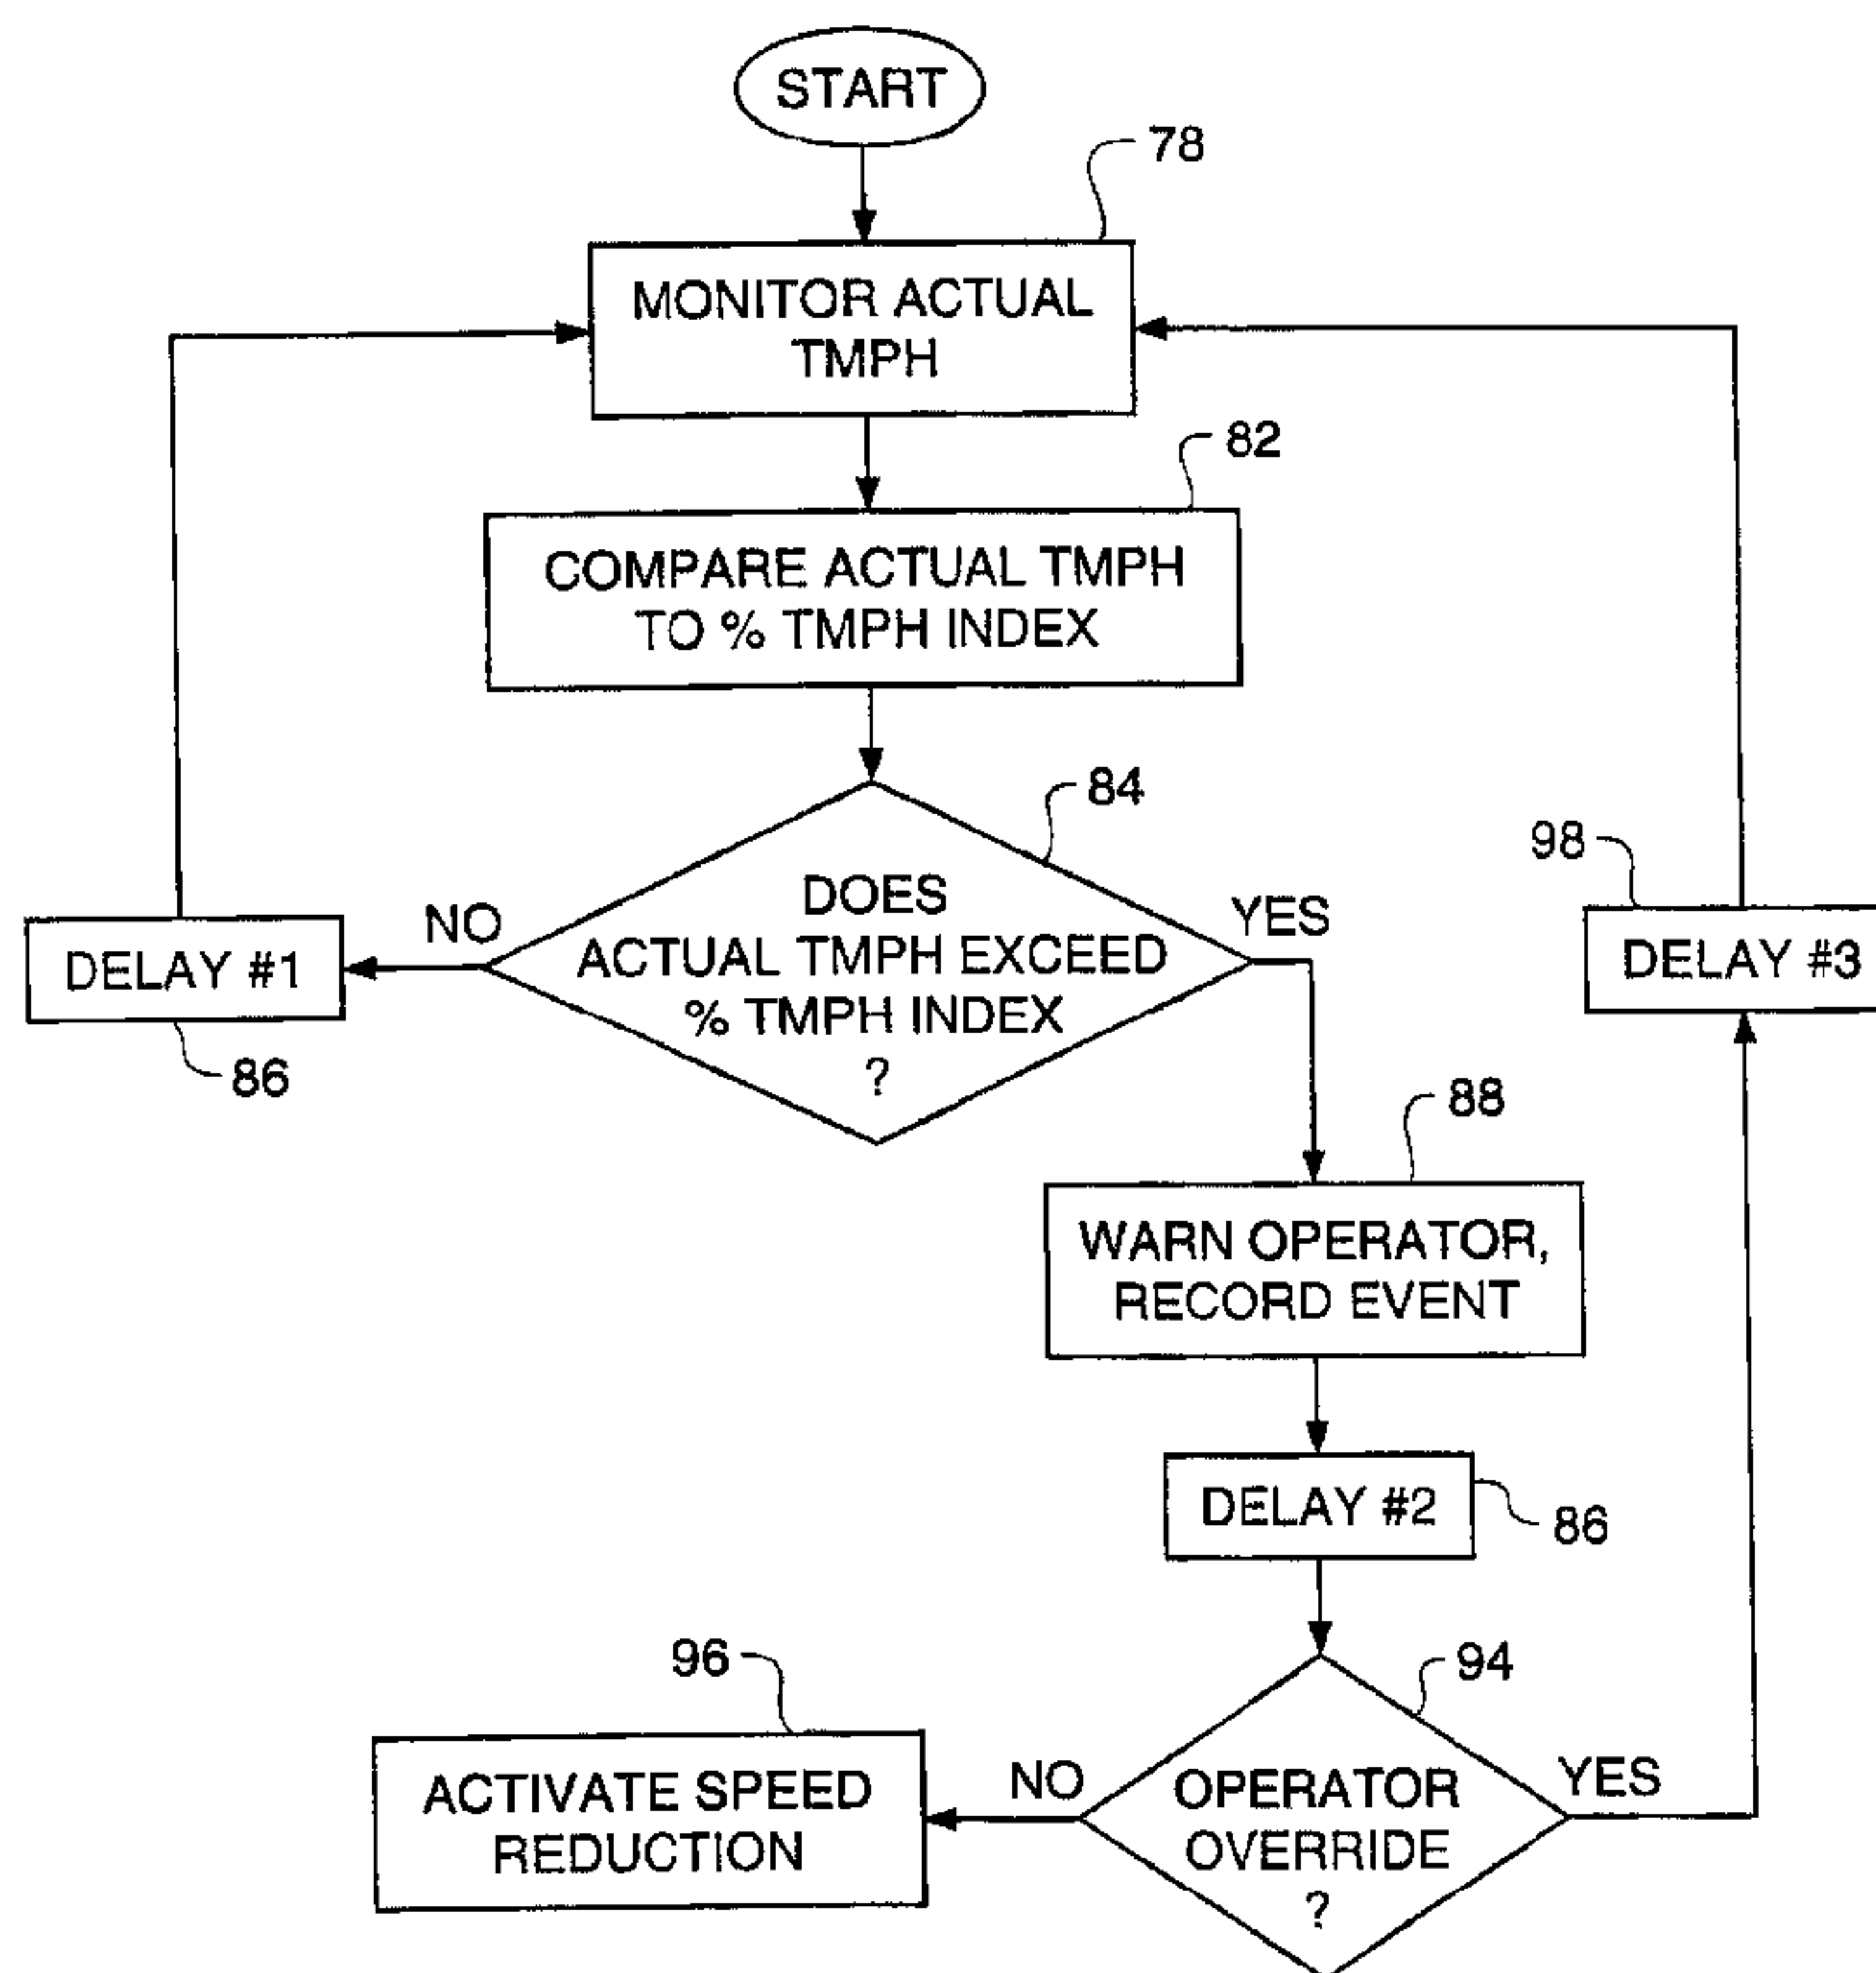 START
78
MONITOR ACTUAL
TMPH
82
COMPARE ACTUAL TMPH
TO % TMPH INDEX
84
DOES
ACTUAL TMPH EXCEED
% TMPH INDEX
?
NO
YES
DELAY #1
86
98
DELAY #3
88
WARN OPERATOR,
RECORD EVENT
DELAY #2
86
94
OPERATOR
OVERRIDE
?
NO
YES
96
ACTIVATE SPEED
REDUCTION